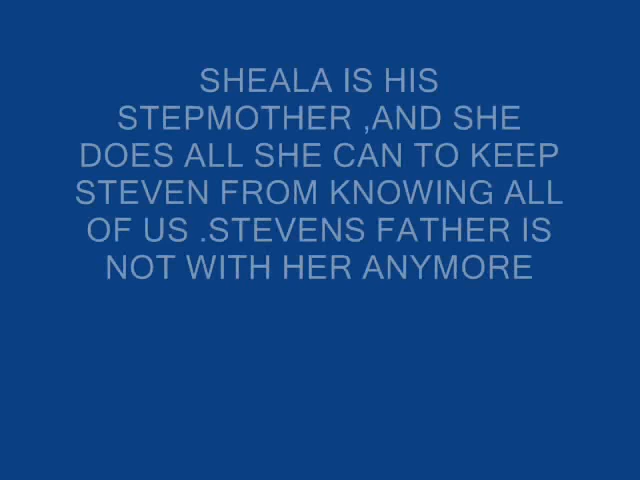 SHEALA IS HIS
STEPMOTHER ,AND SHE
DOES ALL SHE CAN TO KEEP
STEVEN FROM KNOWING ALL
OF US .STEVENS FATHER IS
NOT WITH HER ANYMORE